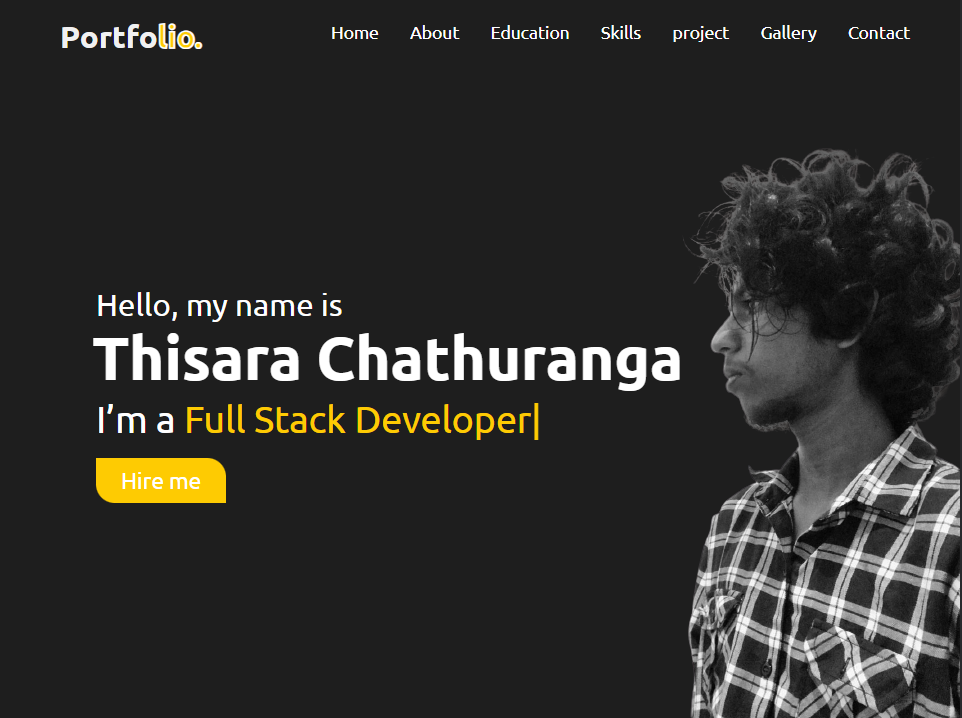 Portfolio.
Home About Education Skills project Gallery Contact
Hello, my name is
Thisara Chathuranga
I’m a Full Stack Developer|
Hire me